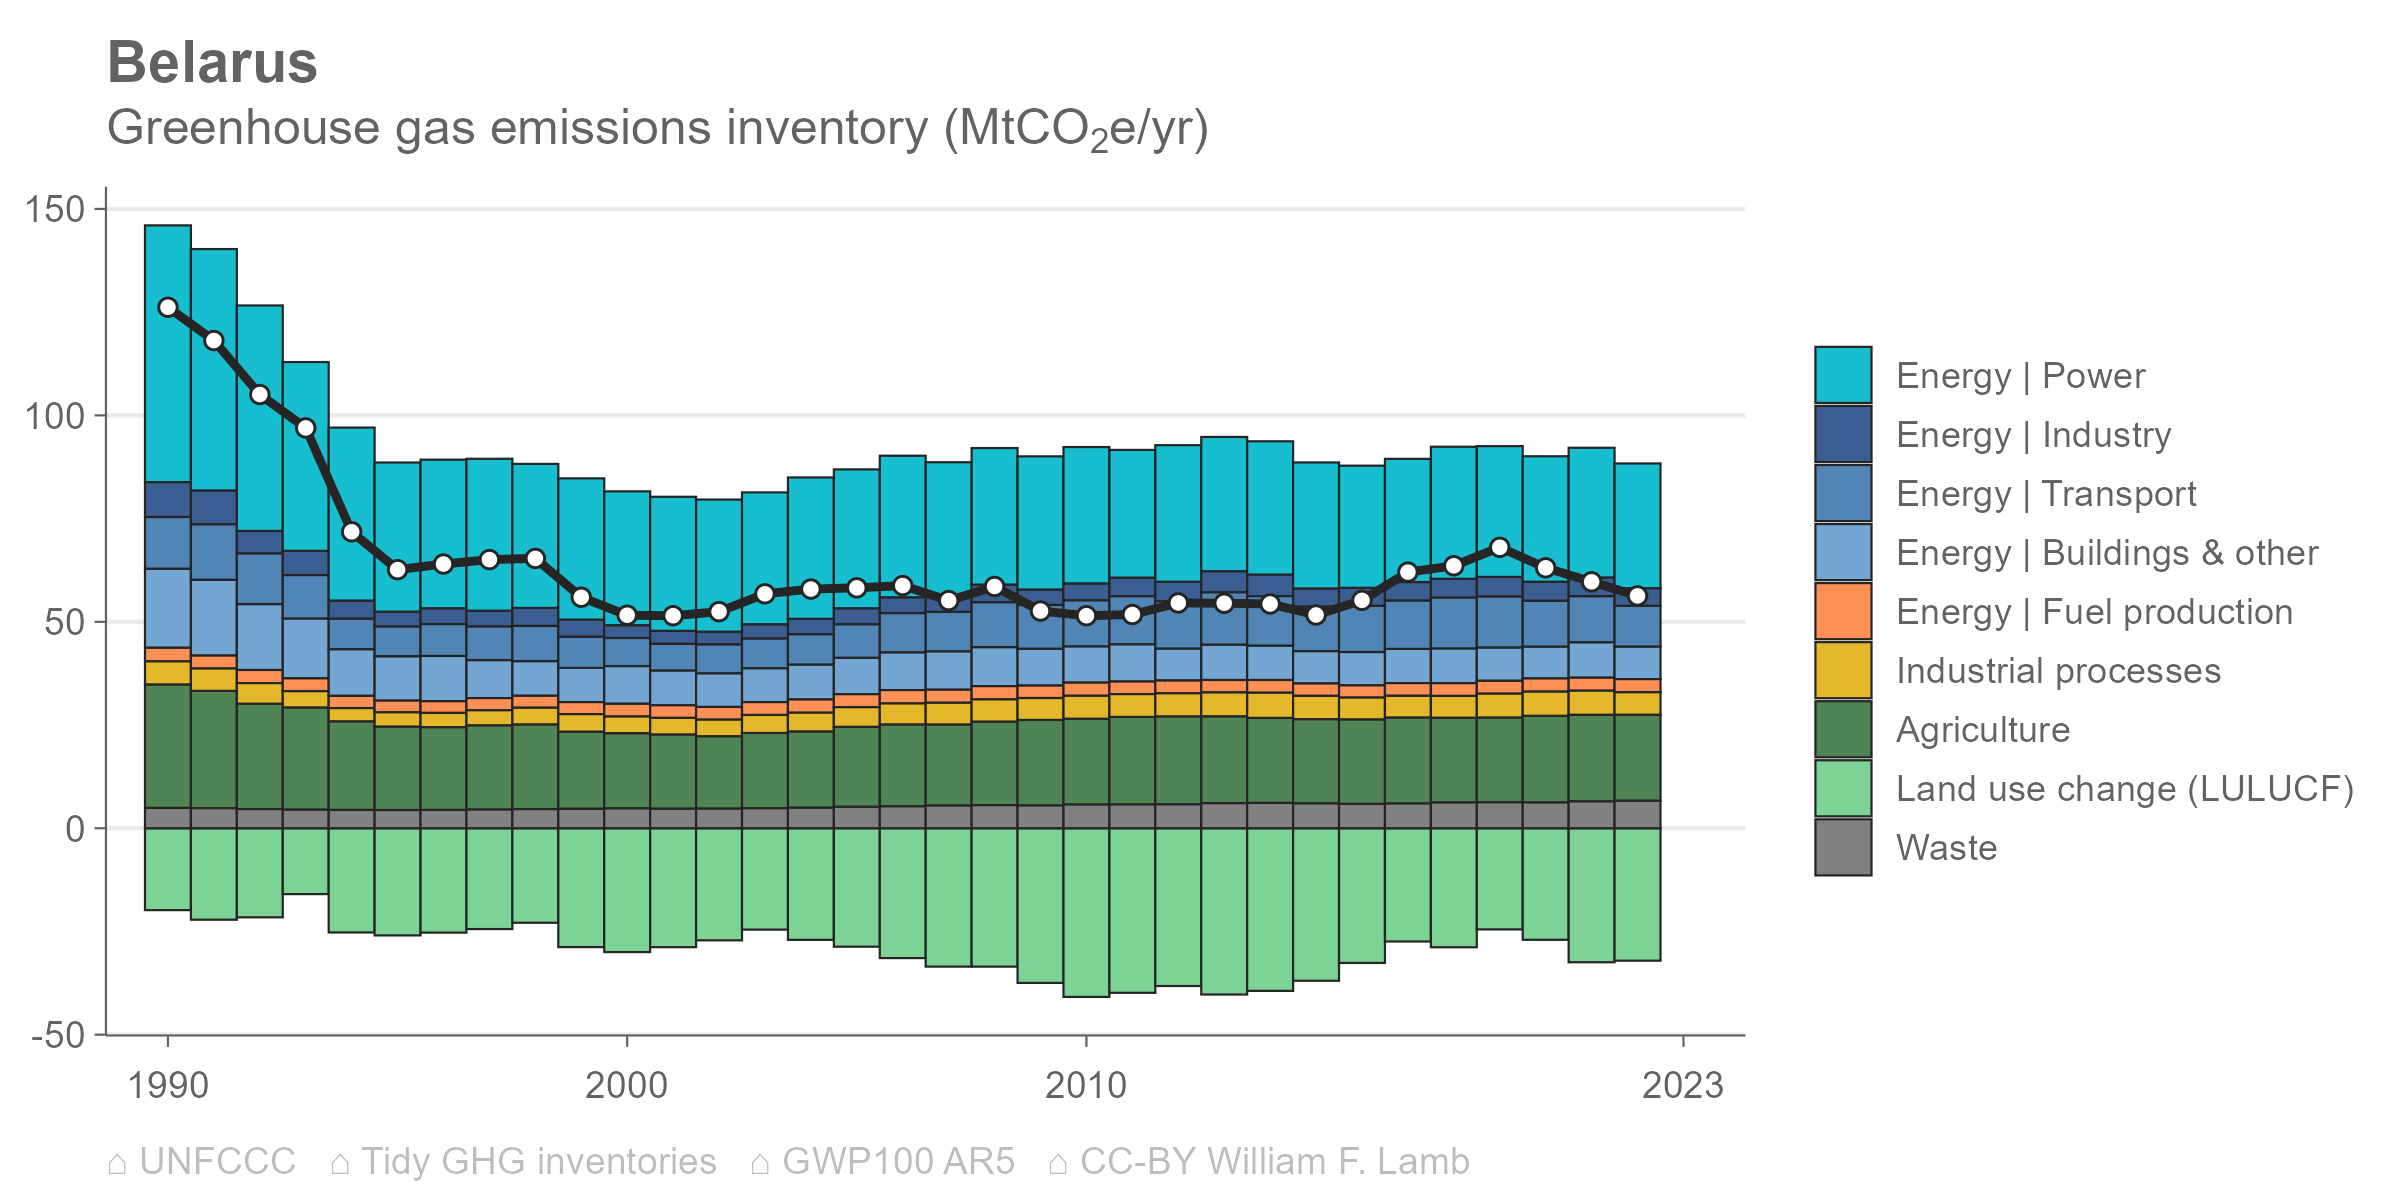 Belarus
Greenhouse gas emissions inventory (MtCO₂e/yr)
150
100
50
0
-50
1990
2000
2010
2023
Energy | Power
Energy | Industry
Energy | Transport
Energy | Buildings & other
Energy | Fuel production
Industrial processes
Agriculture
Land use change (LULUCF)
Waste
⌂ UNFCCC ⌂ Tidy GHG inventories ⌂ GWP100 AR5 ⌂ CC-BY William F. Lamb